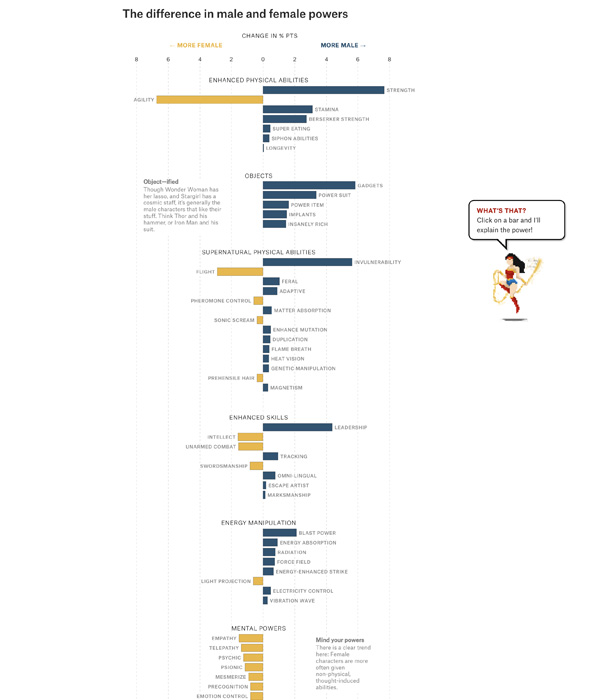 The difference in male and female powers
CHANGE IN % PTS
← MORE FEMALE
MORE MALE →
8 6 4 2 0 2 4 6 8
ENHANCED PHYSICAL ABILITIES
STRENGTH
AGILITY
STAMINA
BERSERKER STRENGTH
SUPER EATING
SIPHON ABILITIES
LONGEVITY
OBJECTS
Object—ified
Though Wonder Woman has
her lasso, and Stargirl has a
cosmic staff, it's generally the
male characters that like their
stuff. Think Thor and his
hammer, or Iron Man and his
suit.
GADGETS
POWER SUIT
POWER ITEM
IMPLANTS
INSANELY RICH
WHAT'S THAT?
Click on a bar and I'll
explain the power!
SUPERNATURAL PHYSICAL ABILITIES
INVULNERABILITY
FLIGHT
FERAL
ADAPTIVE
PHEROMONE CONTROL
MATTER ABSORPTION
SONIC SCREAM
ENHANCE MUTATION
DUPLICATION
FLAME BREATH
HEAT VISION
GENETIC MANIPULATION
PREHENSILE HAIR
MAGNETISM
ENHANCED SKILLS
LEADERSHIP
INTELLECT
UNARMED COMBAT
TRACKING
SWORDSMANSHIP
OMNI-LINGUAL
ESCAPE ARTIST
MARKSMANSHIP
ENERGY MANIPULATION
BLAST POWER
ENERGY ABSORPTION
RADIATION
FORCE FIELD
ENERGY-ENHANCED STRIKE
LIGHT PROJECTION
ELECTRICITY CONTROL
VIBRATION WAVE
MENTAL POWERS
EMPATHY
TELEPATHY
PSYCHIC
PSIONIC
MESMERIZE
PRECOGNITION
EMOTION CONTROL
Mind your powers
There is a clear trend
here: Female
characters are more
often given
non-physical,
thought-induced
abilities.